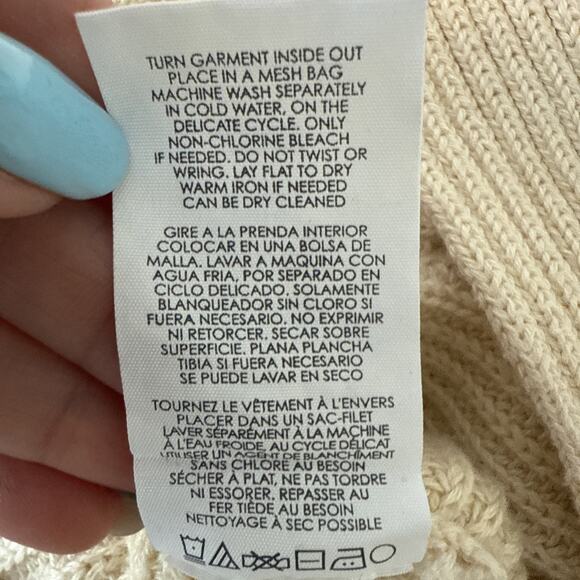 TURN GARMENT INSIDE OUT
PLACE IN A MESH BAG
MACHINE WASH SEPARATELY
IN COLD WATER, ON THE
DELICATE CYCLE. ONLY
NON-CHLORINE BLEACH
IF NEEDED. DO NOT TWIST OR
WRING. LAY FLAT TO DRY
WARM IRON IF NEEDED
CAN BE DRY CLEANED
GIRE A LA PRENDA INTERIOR
COLOCAR EN UNA BOLSA DE
MALLA. LAVAR A MAQUINA CON
AGUA FRIA, POR SEPARADO EN
CICLO DELICADO. SOLAMENTE
BLANQUEADOR SIN CLORO SI
FUERA NECESARIO. NO EXPRIMIR
NI RETORCER. SECAR SOBRE
SUPERFICIE. PLANA PLANCHA
TIBIA SI FUERA NECESARIO
SE PUEDE LAVAR EN SECO
TOURNEZ LE VÊTEMENT À L'ENVERS
PLACER DANS UN SAC-FILET
LAVER SÉPARÉMENT À LA MACHINE
À L'EAU FROIDE, AU CYCLE DÉLICAT
UTILISER UN AGENT DE BLANCHIMENT
SANS CHLORE AU BESOIN
SÉCHER À PLAT, NE PAS TORDRE
NI ESSORER. REPASSER AU
FER TIÈDE AU BESOIN
NETTOYAGE À SEC POSSIBLE